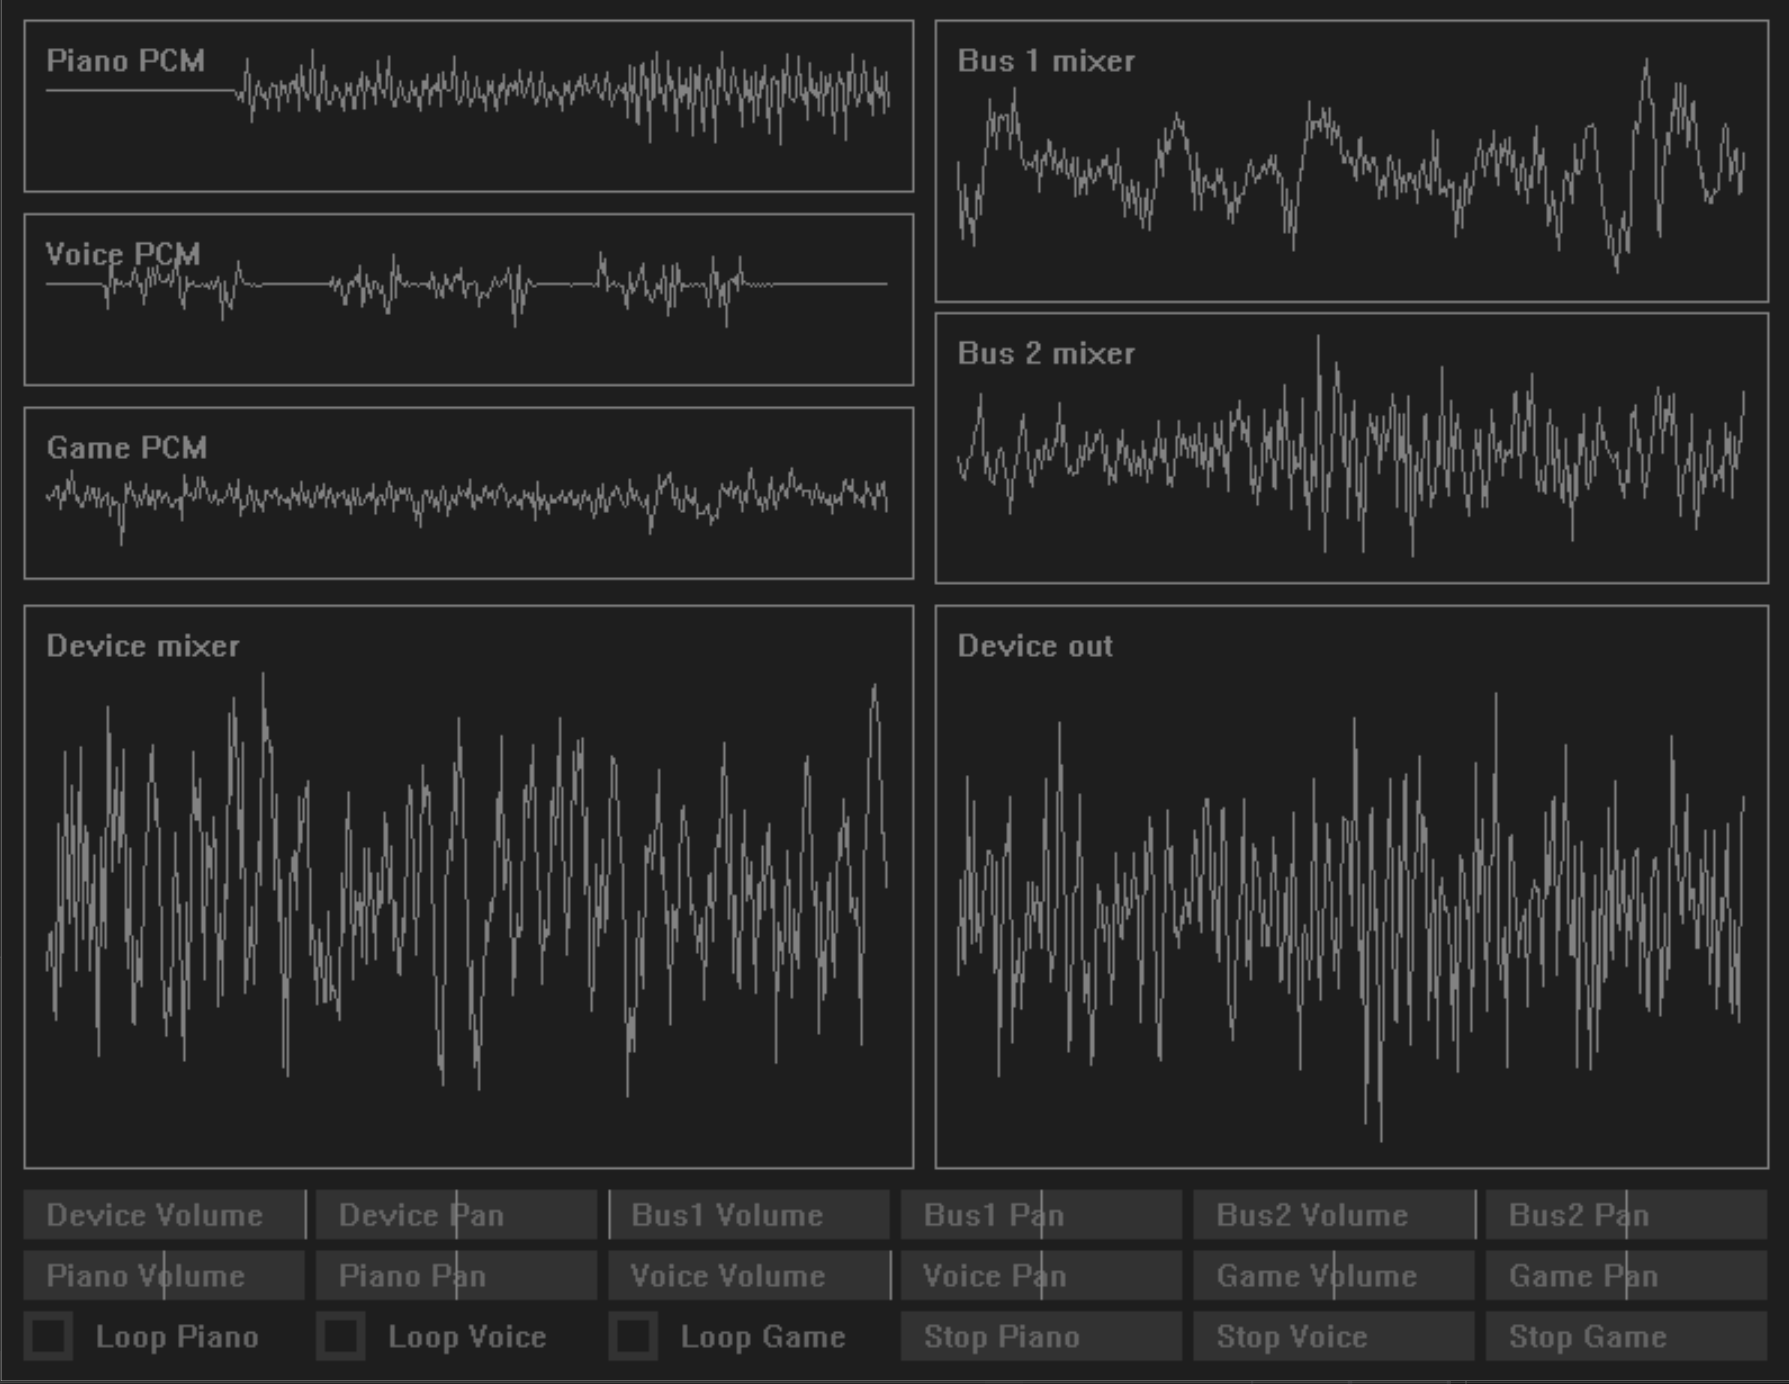 Piano PCM
Voice PCM
Game PCM
Bus 1 mixer
Bus 2 mixer
Device mixer
Device out
Device Volume
Device Pan
Bus1 Volume
Bus1 Pan
Bus2 Volume
Bus2 Pan
Piano Volume
Piano Pan
Voice Volume
Voice Pan
Game Volume
Game Pan
Loop Piano
Loop Voice
Loop Game
Stop Piano
Stop Voice
Stop Game